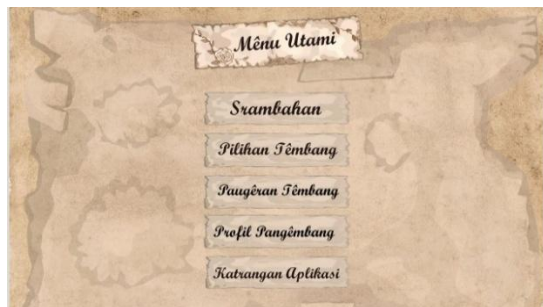 Mênu Utami
Srambahan
Pilihan Têmbang
Paugêran Têmbang
Profil Pangêmbang
Katrangan Aplikasi